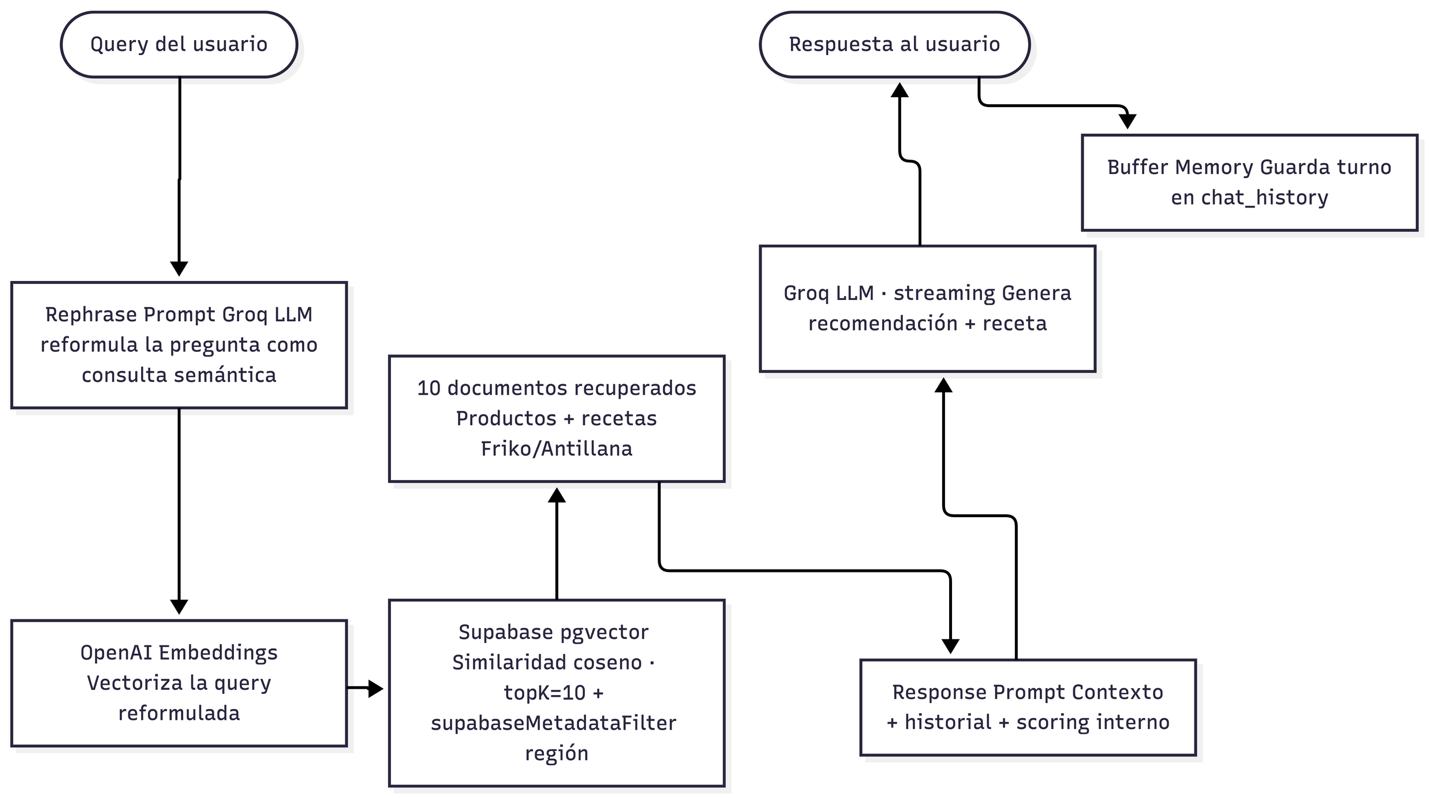 Query del usuario
Rephrase Prompt Groq LLM
reformula la pregunta como
consulta semántica
OpenAI Embeddings
Vectoriza la query
reformulada
Supabase pgvector
Similaridad coseno ·
topK=10 +
supabaseMetadataFilter
región
10 documentos recuperados
Productos + recetas
Friko/Antillana
Response Prompt Contexto
+ historial + scoring interno
Groq LLM · streaming Genera
recomendación + receta
Respuesta al usuario
Buffer Memory Guarda turno
en chat_history